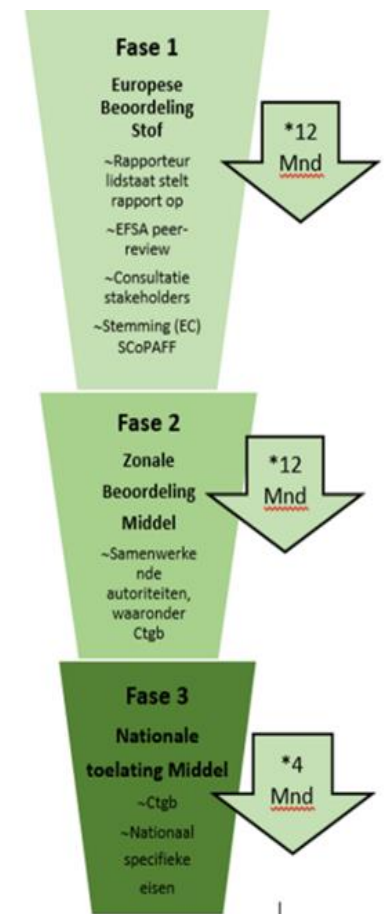 Fase 1
Europese
Beoordeling
Stof
~Rapporteur
lidstaat stelt
rapport op
~EFSA peer-
review
~Consultatie
stakeholders
~Stemming (EC)
SCoPAFF
*12
Mnd
Fase 2
Zonale
Beoordeling
Middel
~Samenwerke
nde
autoriteiten,
waaronder
Ctgb
*12
Mnd
Fase 3
Nationale
toelating Middel
~Ctgb
~Nationaal
specifieke
eisen
*4
Mnd